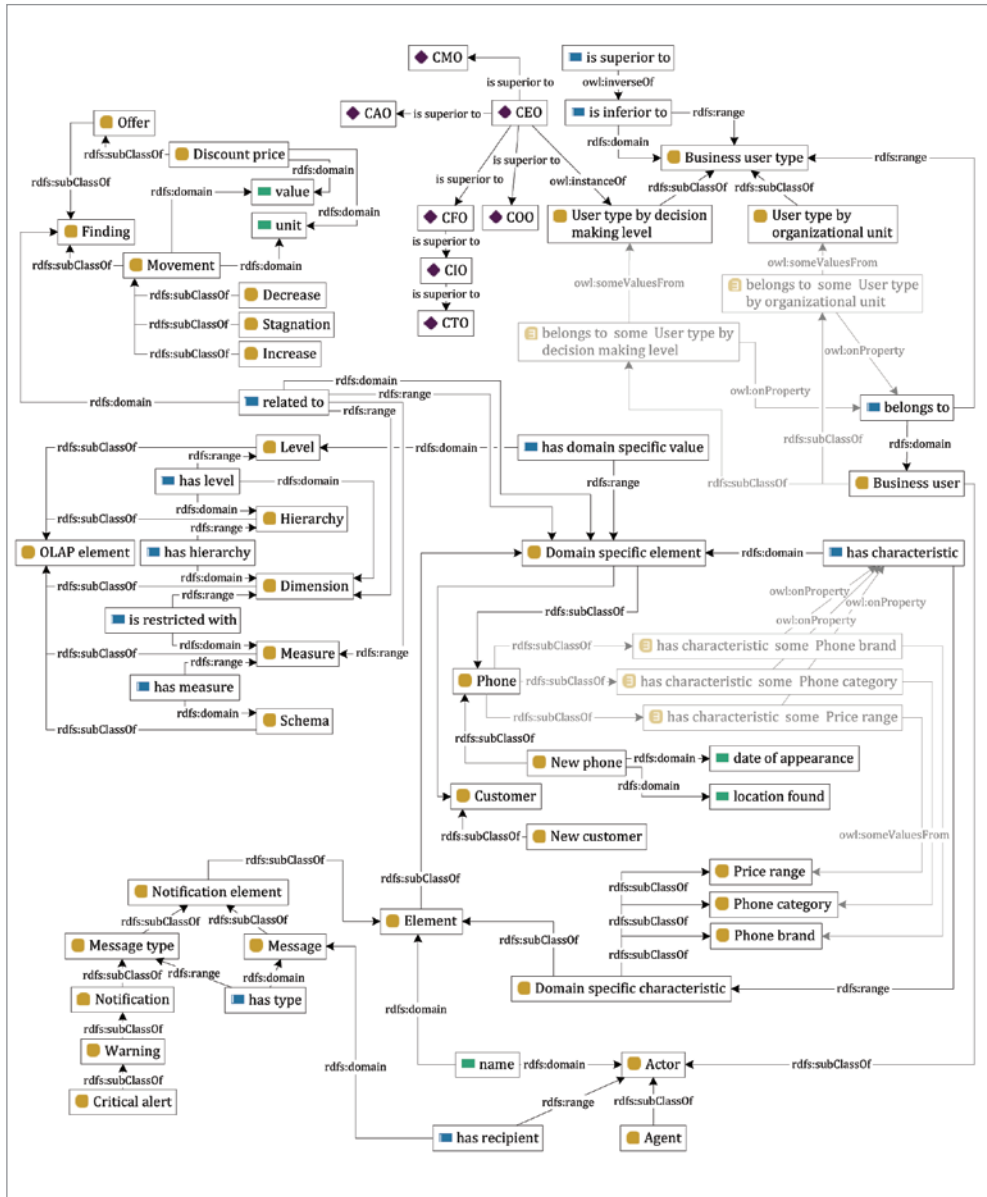 CMO
is superior to
is superior to
owl:inverseOf
CAO
is superior to
CEO
is inferior to
rdfs:range
Offer
rdfs:domain
rdfs:subClassOf
Discount price
is superior to
Business user type
rdfs:range
rdfs:subClassOf
rdfs:domain
is superior to
owl:instanceOf
rdfs:subClassOf
rdfs:subClassOf
rdfs:domain
value
rdfs:domain
CFO
COO
User type by decision
making level
User type by
organizational unit
Finding
unit
rdfs:subClassOf
Movement
rdfs:domain
is superior to
owl:someValuesFrom
CIO
owl:someValuesFrom
rdfs:subClassOf
Decrease
is superior to
belongs to some User type
by organizational unit
rdfs:subClassOf
Stagnation
CTO
belongs to some User type by
decision making level
rdfs:subClassOf
Increase
owl:onProperty
rdfs:domain
owl:onProperty
rdfs:domain
related to
rdfs:range
rdfs:range
belongs to
rdfs:subClassOf
Level
rdfs:range
rdfs:domain
has domain specific value
rdfs:subClassOf
rdfs:domain
has level
rdfs:domain
rdfs:range
rdfs:subClassOf
Business user
rdfs:domain
rdfs:subClassOf
Hierarchy
rdfs:range
OLAP element
has hierarchy
Domain specific element
rdfs:domain
has characteristic
rdfs:domain
rdfs:subClassOf
Dimension
rdfs:range
owl:onProperty
owl:onProperty
is restricted with
rdfs:subClassOf
owl:onProperty
rdfs:domain
rdfs:subClassOf
Measure
rdfs:range
rdfs:subClassOf
has characteristic some Phone brand
rdfs:range
has measure
Phone
rdfs:subClassOf
has characteristic some Phone category
rdfs:domain
rdfs:subClassOf
has characteristic some Price range
Schema
rdfs:subClassOf
rdfs:subClassOf
New phone
rdfs:domain
date of appearance
rdfs:domain
Customer
location found
rdfs:subClassOf
New customer
owl:someValuesFrom
rdfs:subClassOf
rdfs:subClassOf
Price range
rdfs:subClassOf
Notification element
rdfs:subClassOf
Phone category
rdfs:subClassOf
rdfs:subClassOf
Element
rdfs:subClassOf
Phone brand
Message type
Message
rdfs:subClassOf
rdfs:subClassOf
rdfs:subClassOf
rdfs:range
rdfs:domain
Domain specific characteristic
rdfs:range
Notification
has type
rdfs:domain
rdfs:subClassOf
Warning
rdfs:domain
name
rdfs:domain
Actor
rdfs:subClassOf
rdfs:subClassOf
Critical alert
rdfs:range
rdfs:subClassOf
has recipient
Agent